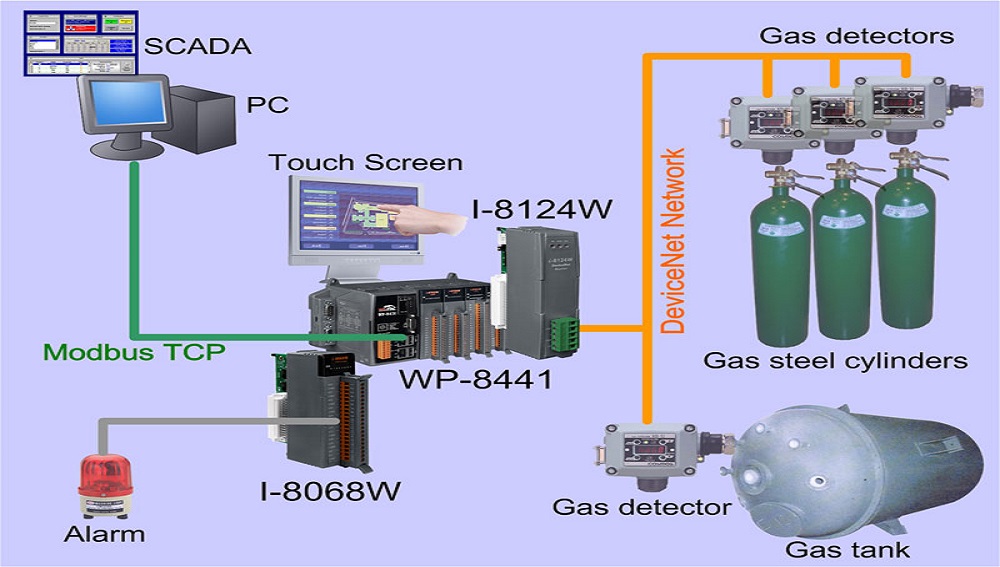 SCADA
Gas detectors
PC
Touch Screen
I-8124W
i-8124W
DeviceNet Network
Modbus TCP
WP-8441
Gas steel cylinders
I-8068W
Gas detector
Alarm
Gas tank